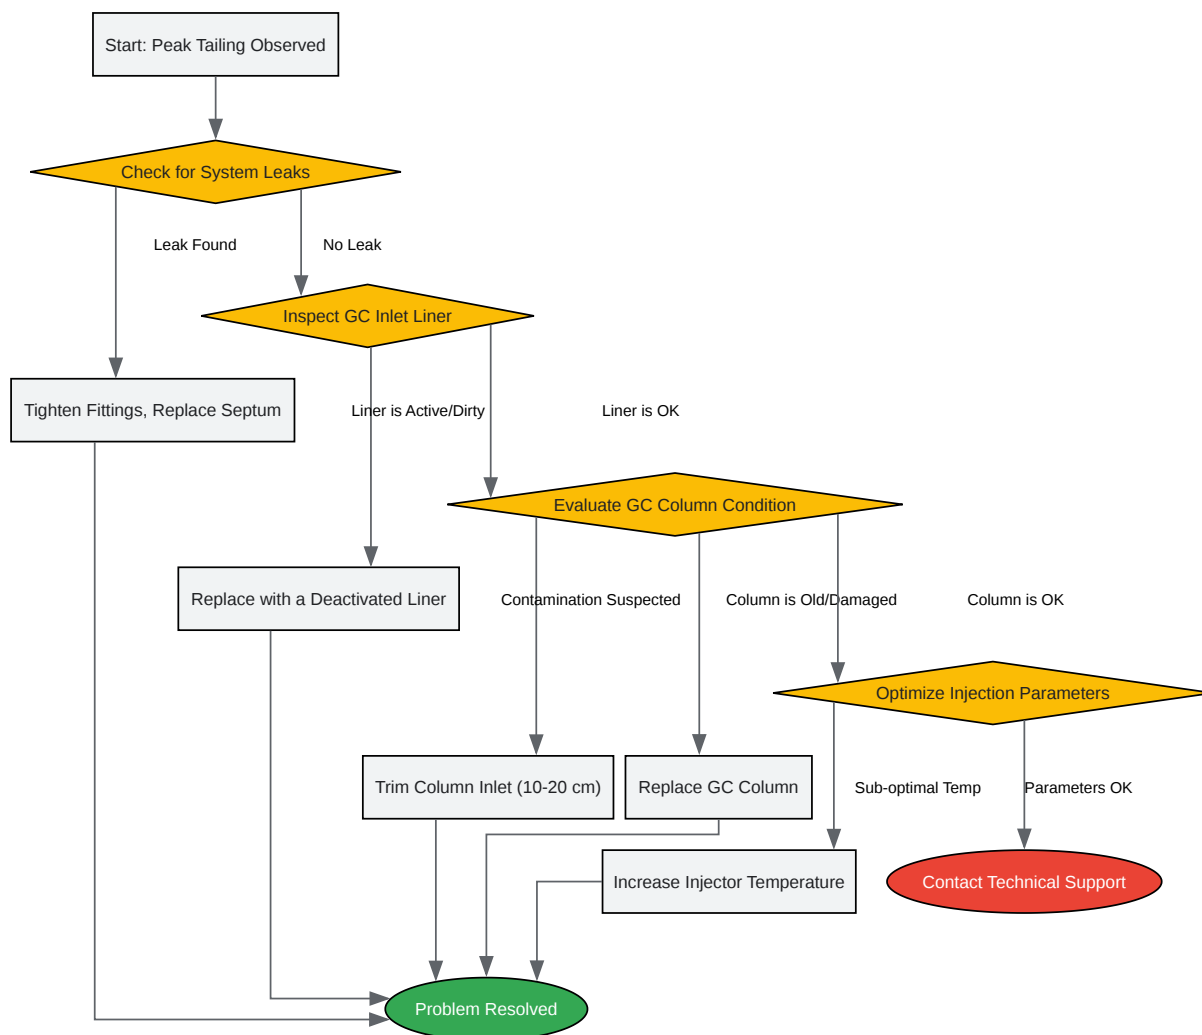 Start: Peak Tailing Observed
Check for System Leaks
Leak Found
No Leak
Inspect GC Inlet Liner
Tighten Fittings, Replace Septum
Liner is Active/Dirty
Liner is OK
Evaluate GC Column Condition
Replace with a Deactivated Liner
Contamination Suspected
Column is Old/Damaged
Column is OK
Optimize Injection Parameters
Trim Column Inlet (10-20 cm)
Replace GC Column
Sub-optimal Temp
Parameters OK
Increase Injector Temperature
Contact Technical Support
Problem Resolved